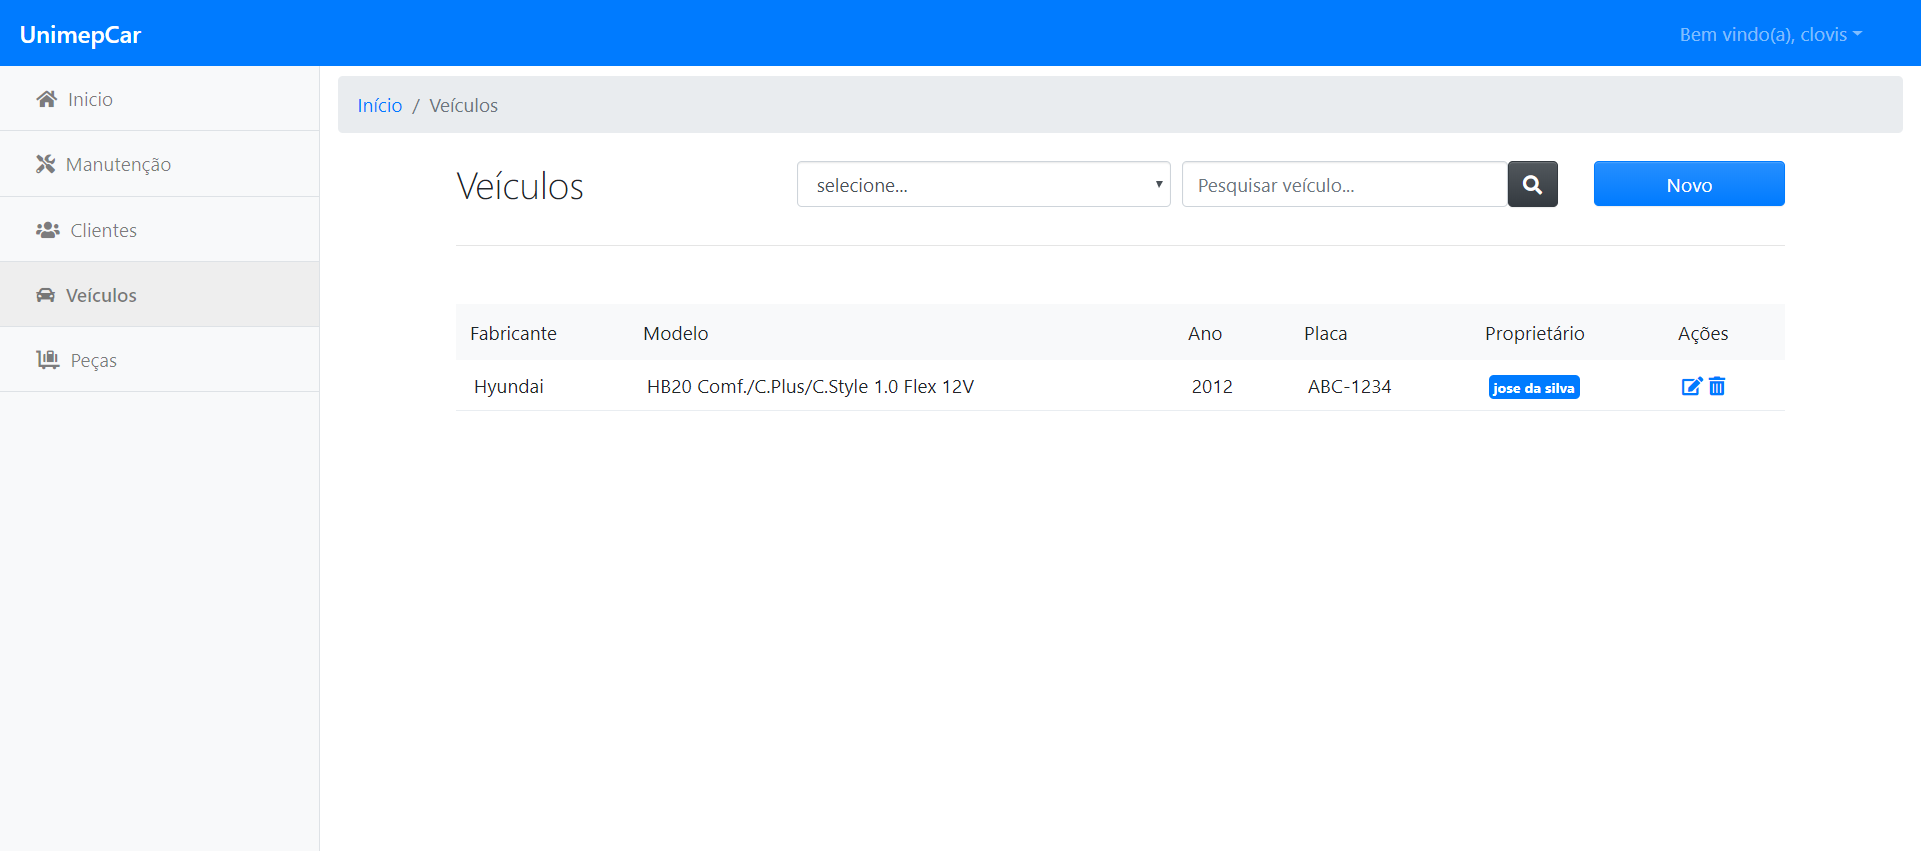 UnimepCar
Bem vindo(a), clovis
Inicio
Manutenção
Clientes
Veículos
Peças
Início / Veículos
Veículos
selecione...
Pesquisar veículo...
Novo
Fabricante Modelo Ano Placa Proprietário Ações
Hyundai HB20 Comf./C.Plus/C.Style 1.0 Flex 12V 2012 ABC-1234 jose da silva